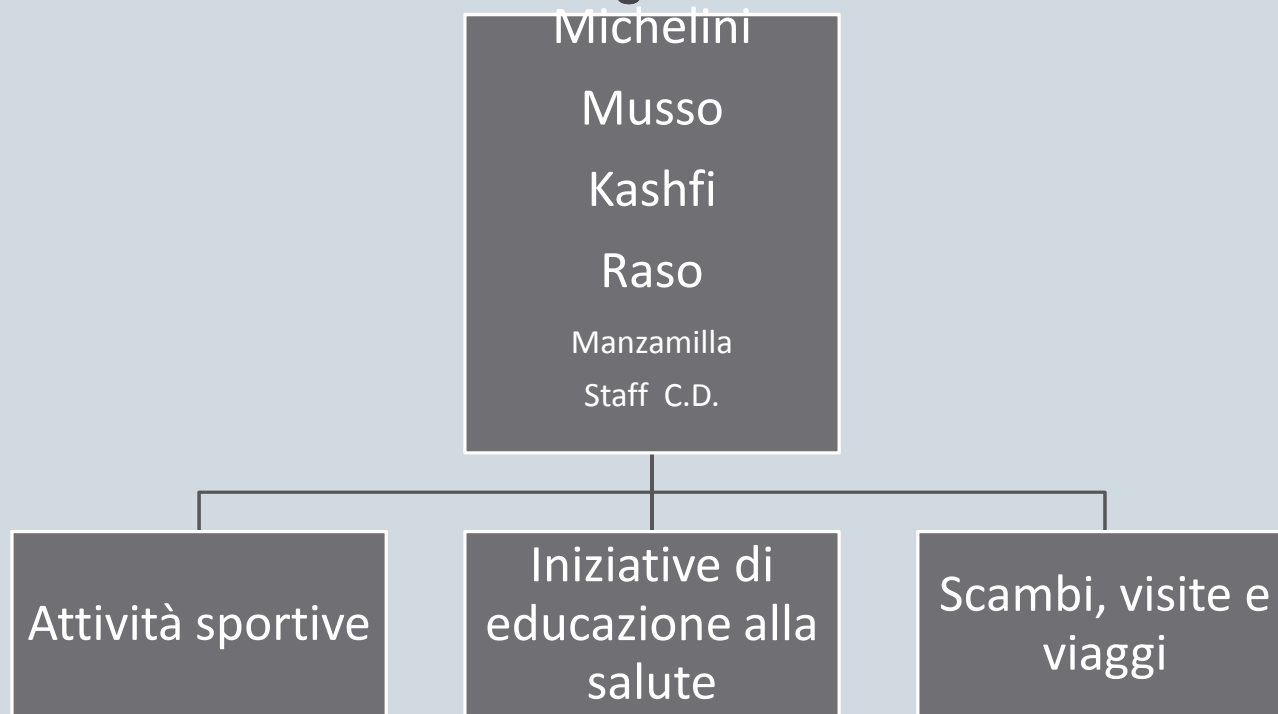 Michelini
Musso
Kashfi
Raso
Manzamilla
Staff C.D.
Attività sportive
Iniziative di
educazione alla
salute
Scambi, visite e
viaggi